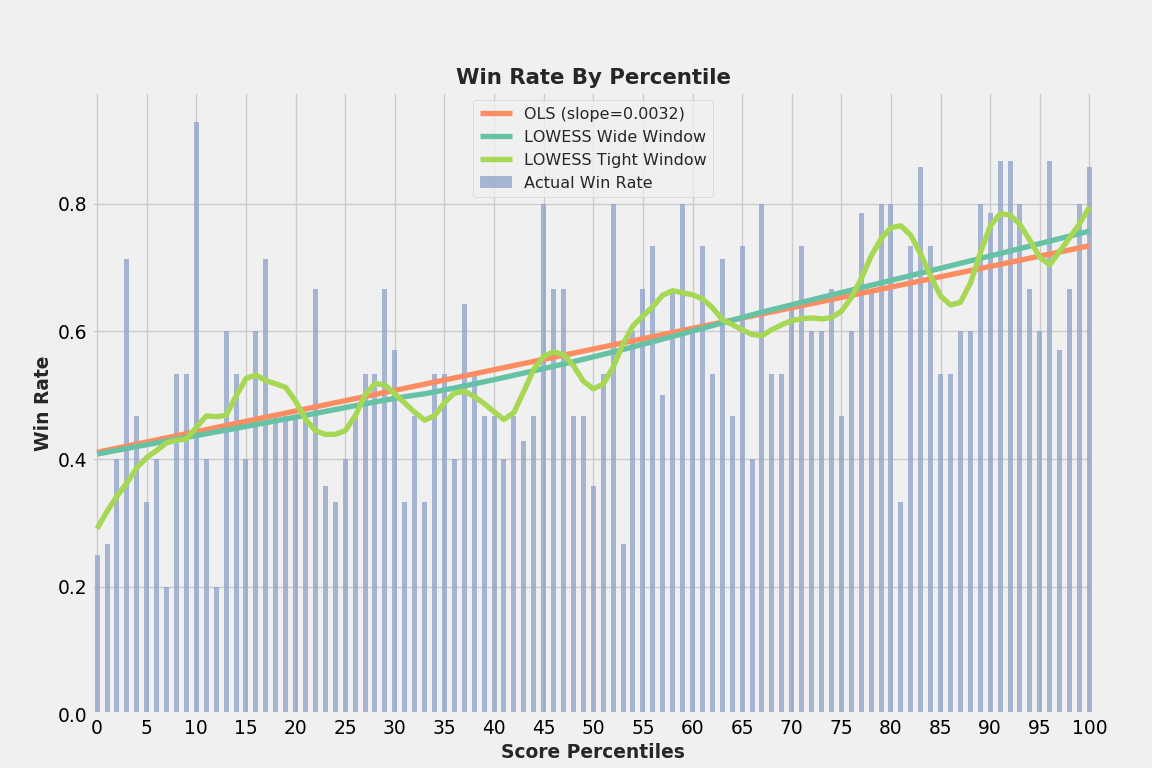 Win Rate By Percentile
OLS (slope=0.0032)
LOWESS Wide Window
LOWESS Tight Window
Actual Win Rate
Win Rate
0.8
0.6
0.4
0.2
0.0
0 5 10 15 20 25 30 35 40 45 50 55 60 65 70 75 80 85 90 95 100
Score Percentiles